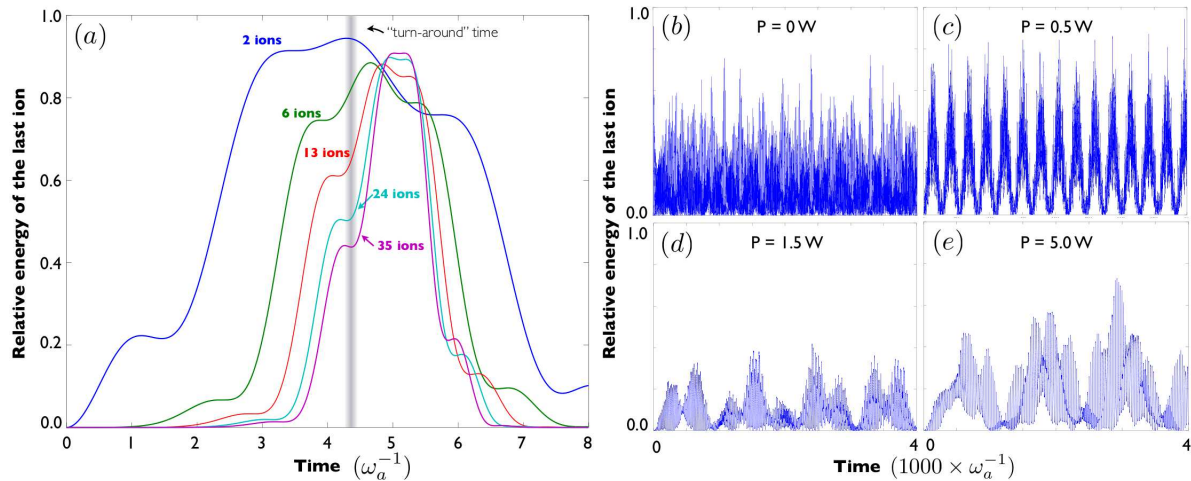 (a)
"turn-around" time
2 ions
6 ions
13 ions
24 ions
35 ions
Relative energy of the last ion
1.0
0.8
0.6
0.4
0.2
0.0
0 1 2 3 4 5 6 7 8
Time (ωₐ⁻¹)
Relative energy of the last ion
1.0
(b) P = 0 W
0.0
(c) P = 0.5 W
1.0
(d) P = 1.5 W
0.0
(e) P = 5.0 W
0 4 0 4
Time (1000 × ωₐ⁻¹)